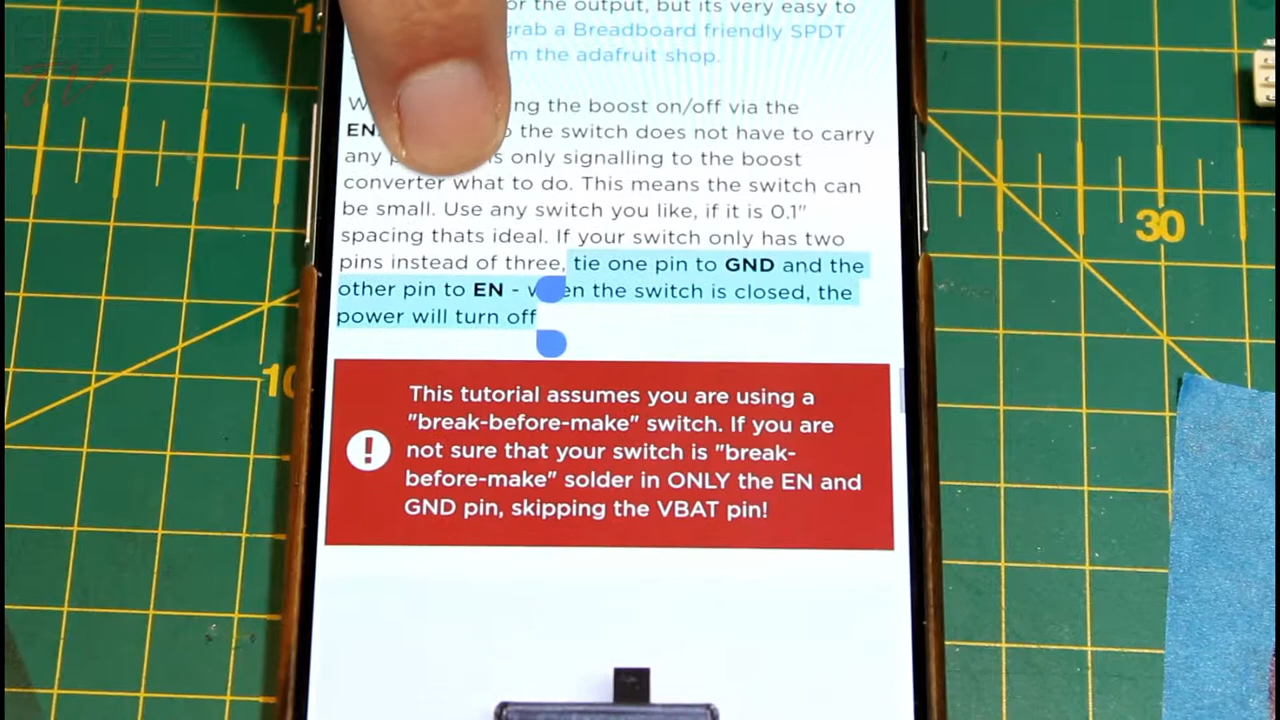 or the output, but its very easy to
grab a Breadboard friendly SPDT
m the adafruit shop.
ng the boost on/off via the
EN the switch does not have to carry
any s only signalling to the boost
converter what to do. This means the switch can
be small. Use any switch you like, if it is 0.1"
spacing thats ideal. If your switch only has two
pins instead of three, tie one pin to GND and the
other pin to EN - w en the switch is closed, the
power will turn off
This tutorial assumes you are using a
"break-before-make" switch. If you are
not sure that your switch is "break-
before-make" solder in ONLY the EN and
GND pin, skipping the VBAT pin!
!
30
10
TV